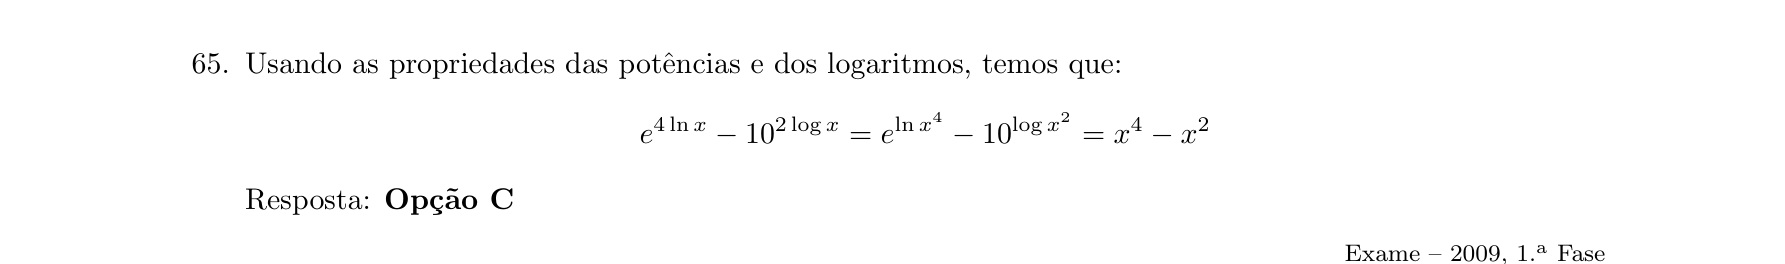 65. Usando as propriedades das potências e dos logaritmos, temos que:
$e^{4 \ln x} - 10^{2 \log x} = e^{\ln x^4} - 10^{\log x^2} = x^4 - x^2$
Resposta: Opção C
Exame – 2009, 1.ª Fase